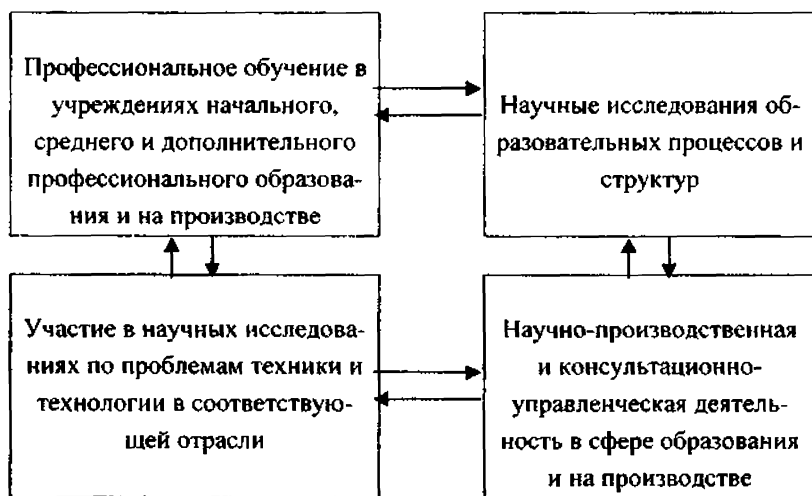 Профессиональное обучение в
учреждениях начального,
среднего и дополнительного
профессионального образова-
ния и на производстве
Научные исследования об-
разовательных процессов и
структур
Участие в научных исследова-
ниях по проблемам техники и
технологии в соответствую-
щей отрасли
Научно-производственная
и консультационно-
управленческая деятель-
ность в сфере образования
и на производстве